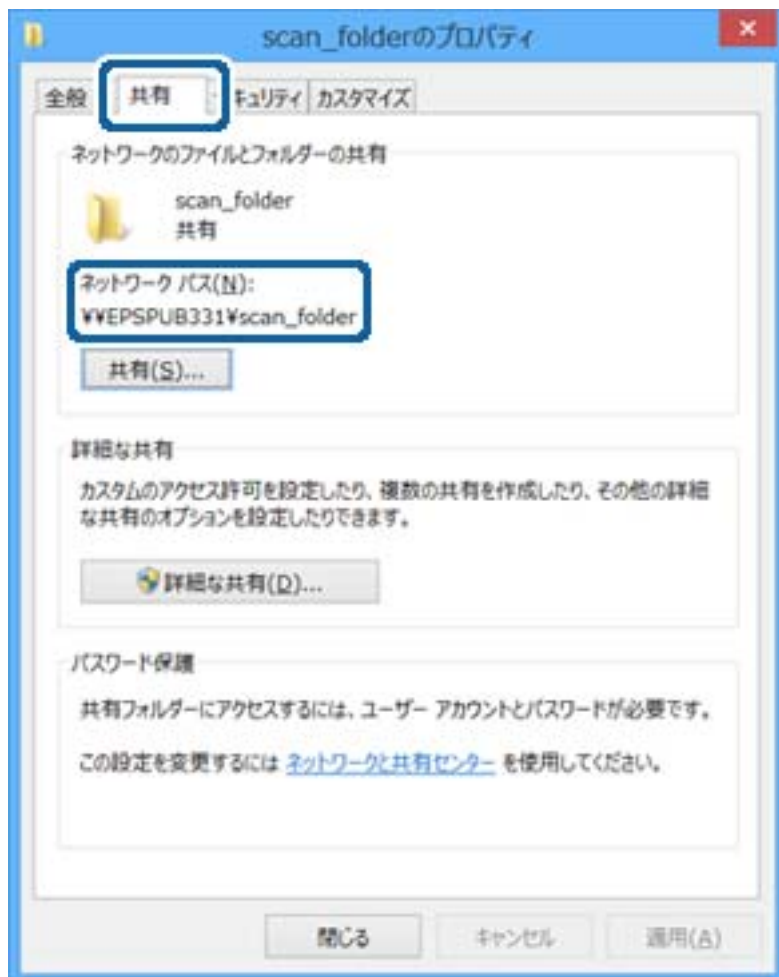 scan_folderのプロパティ
全般 共有 キュリティ カスタマイズ
ネットワークのファイルとフォルダーの共有
scan_folder
共有
ネットワーク パス(N):
¥¥EPSPUB331¥scan_folder
共有(S)...
詳細な共有
カスタムのアクセス許可を設定したり、複数の共有を作成したり、その他の詳細
な共有のオプションを設定したりできます。
詳細な共有(D)...
パスワード保護
共有フォルダーにアクセスするには、ユーザー アカウントとパスワードが必要です。
この設定を変更するには ネットワークと共有センター を使用してください。
閉じる キャンセル 適用(A)